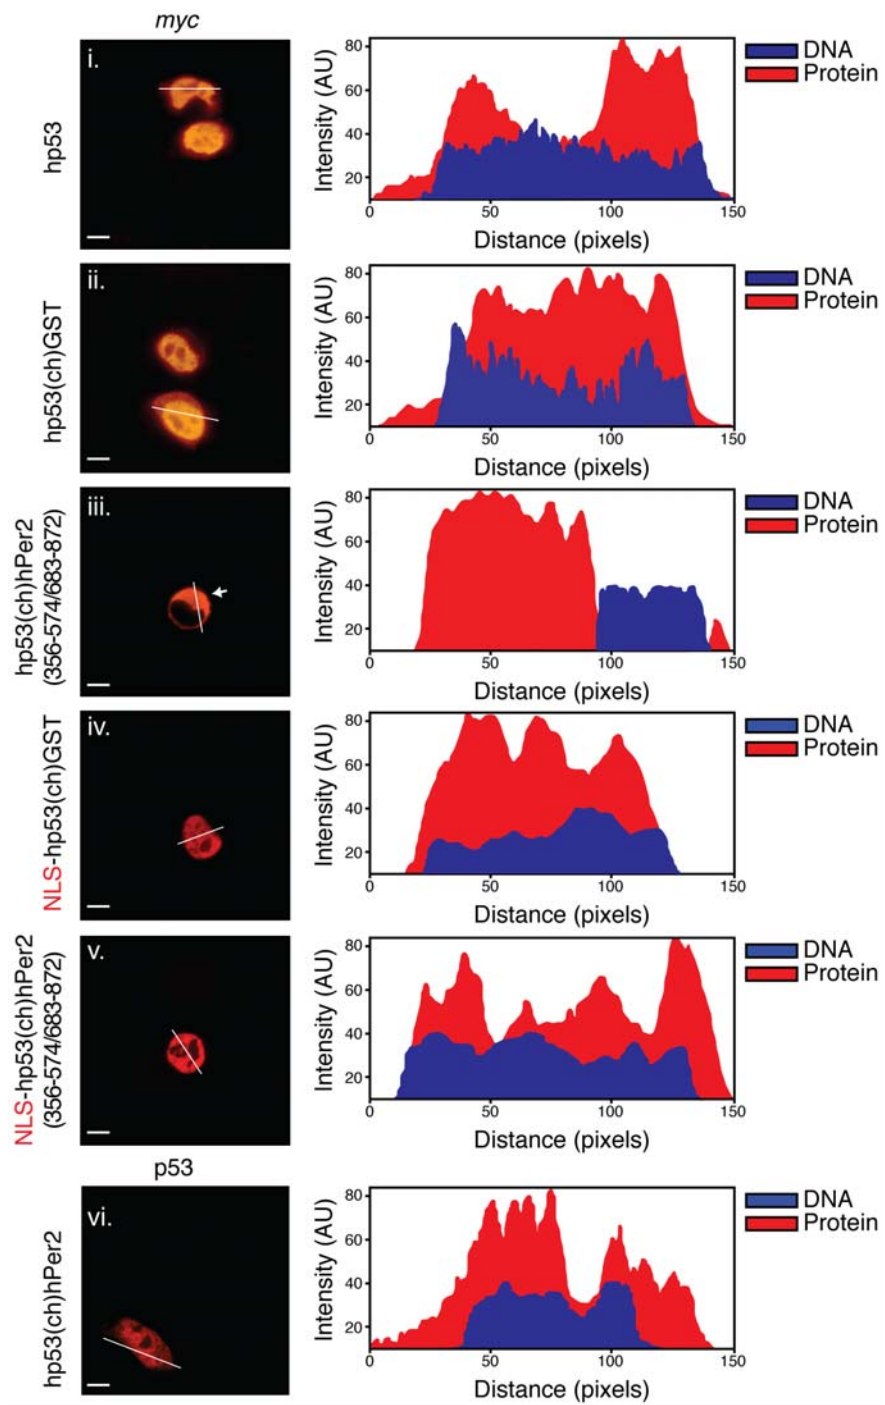 myc
i.
hp53
Intensity (AU)
80
60
40
20
0
50
100
150
Distance (pixels)
DNA
Protein
ii.
hp53(ch)GST
Intensity (AU)
80
60
40
20
0
50
100
150
Distance (pixels)
DNA
Protein
iii.
hp53(ch)hPer2
(356-574/683-872)
Intensity (AU)
80
60
40
20
0
50
100
150
Distance (pixels)
DNA
Protein
iv.
NLS-hp53(ch)GST
Intensity (AU)
80
60
40
20
0
50
100
150
Distance (pixels)
DNA
Protein
v.
NLS-hp53(ch)hPer2
(356-574/683-872)
Intensity (AU)
80
60
40
20
0
50
100
150
Distance (pixels)
DNA
Protein
p53
vi.
hp53(ch)hPer2
Intensity (AU)
80
60
40
20
0
50
100
150
Distance (pixels)
DNA
Protein